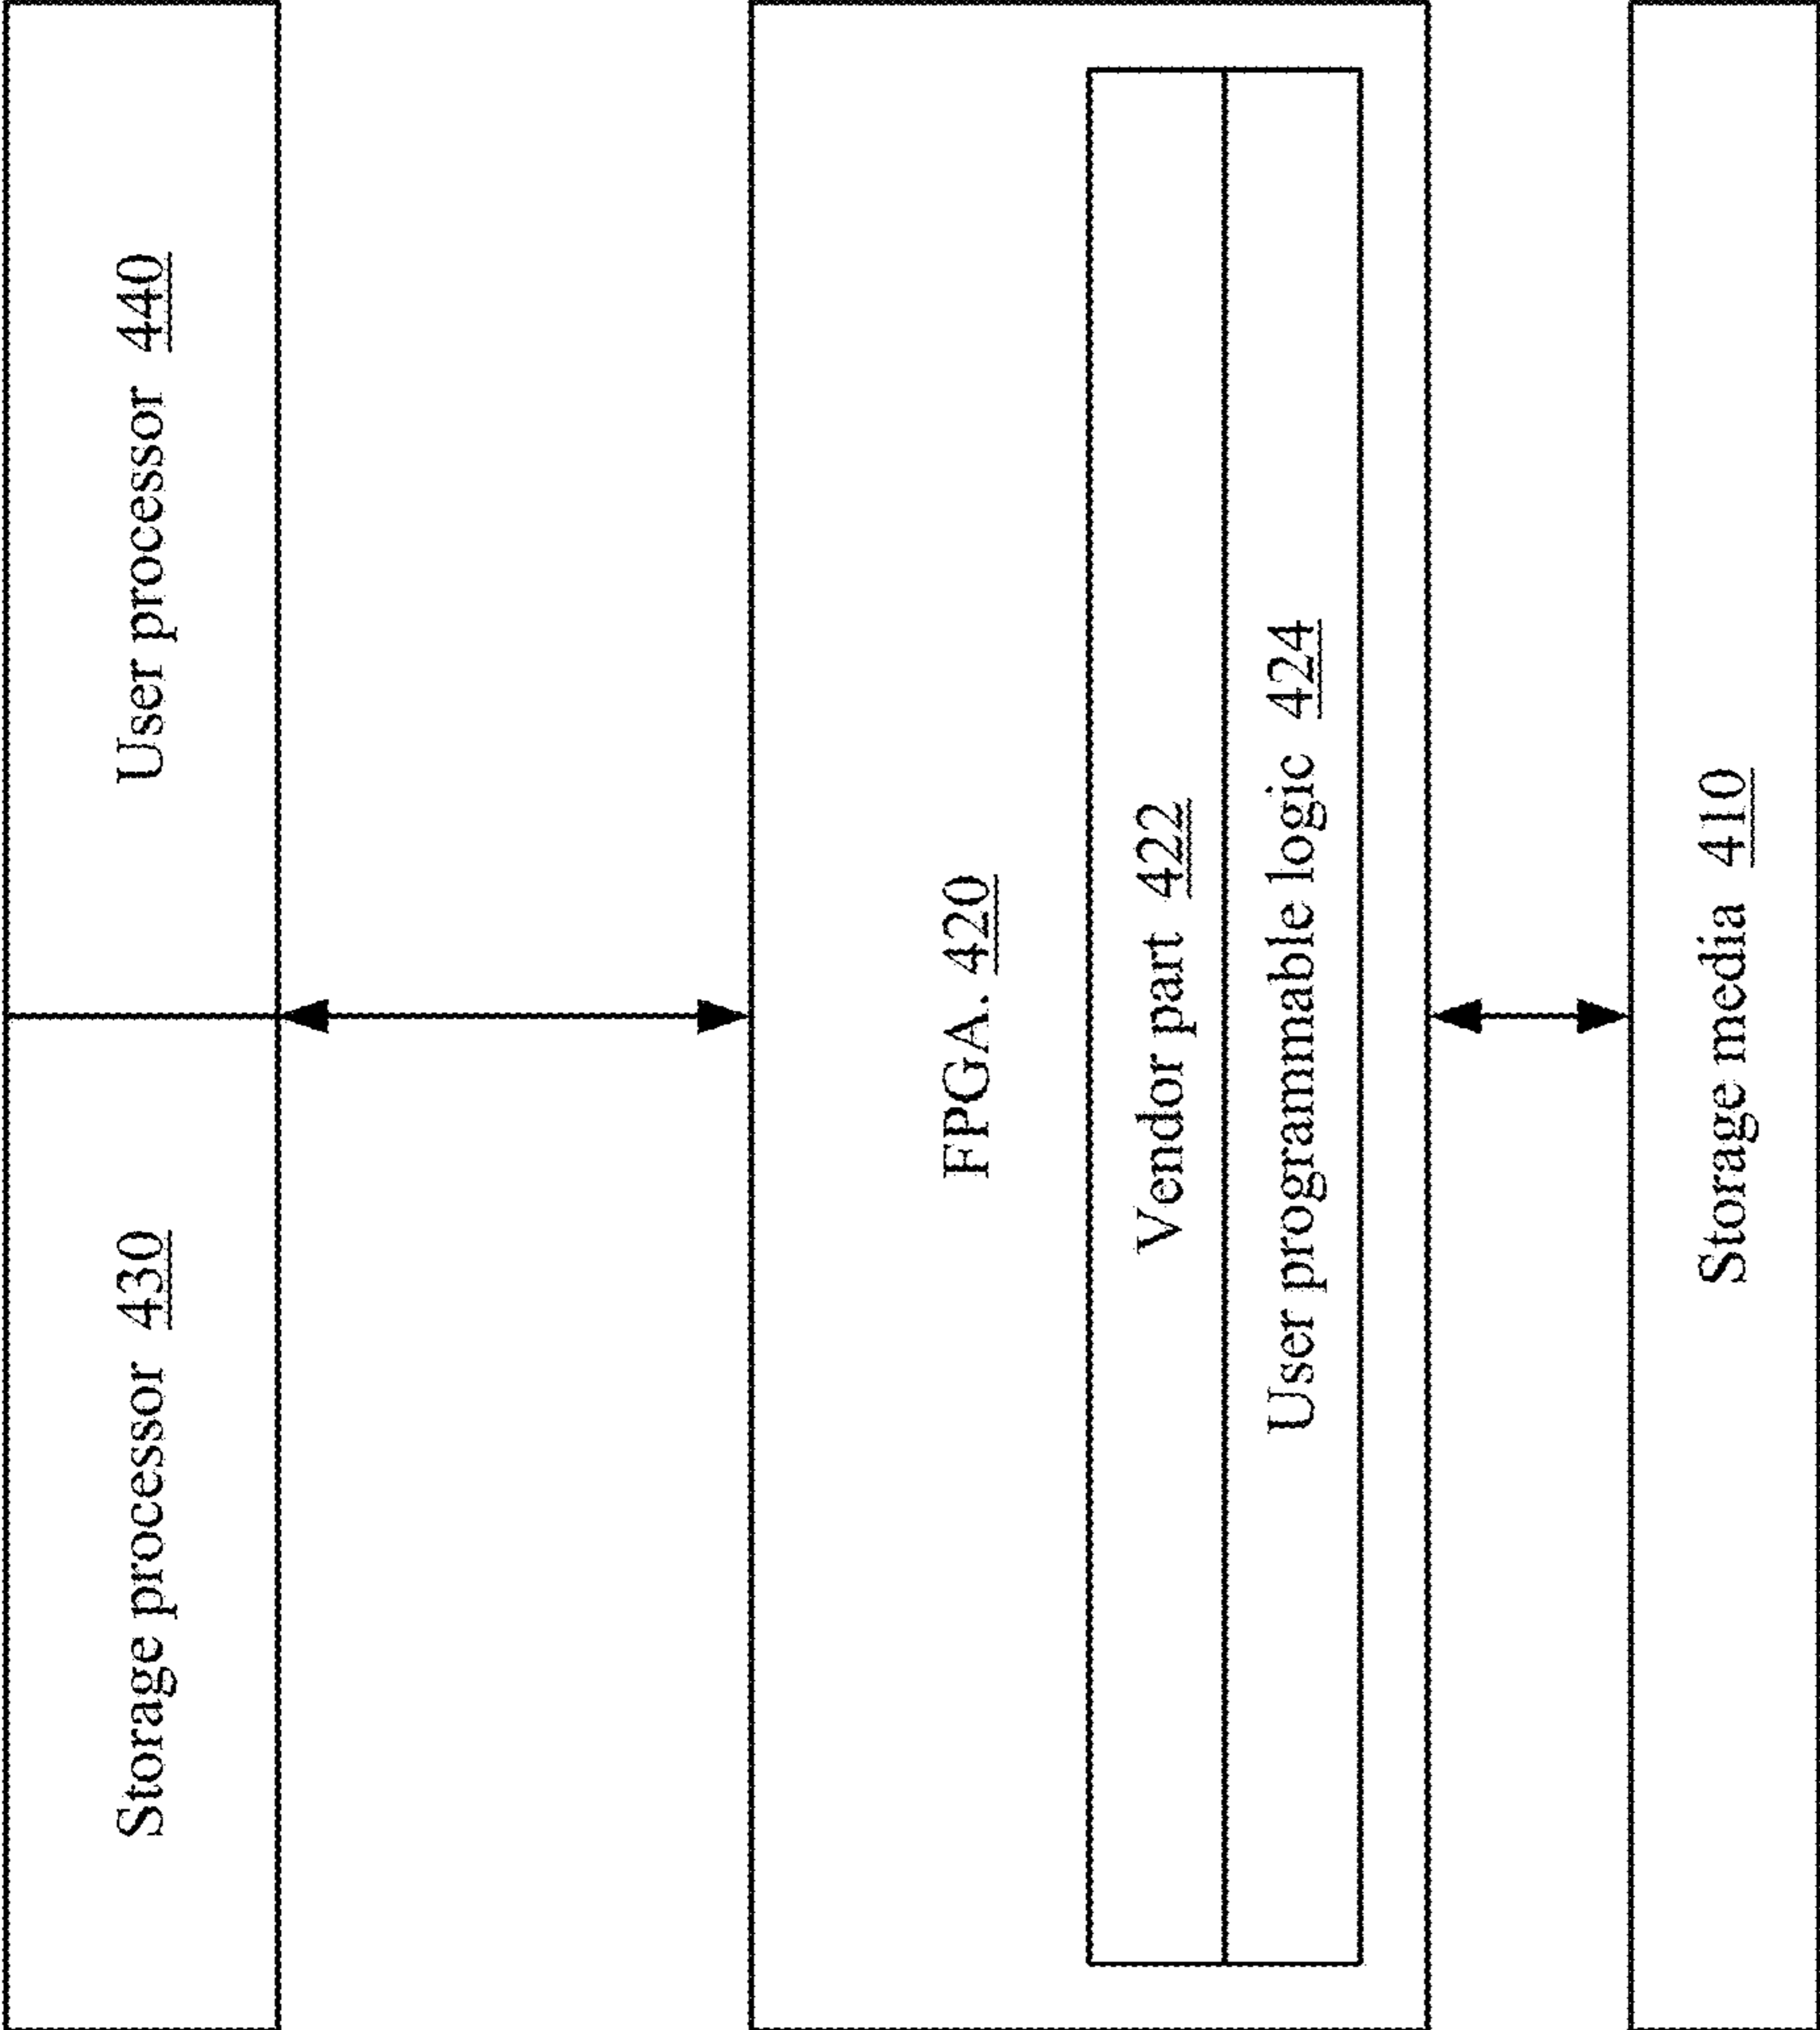 Storage processor 430
User processor 440
FPGA. 420
Vendor part 422
User programmable logic 424
Storage media 410